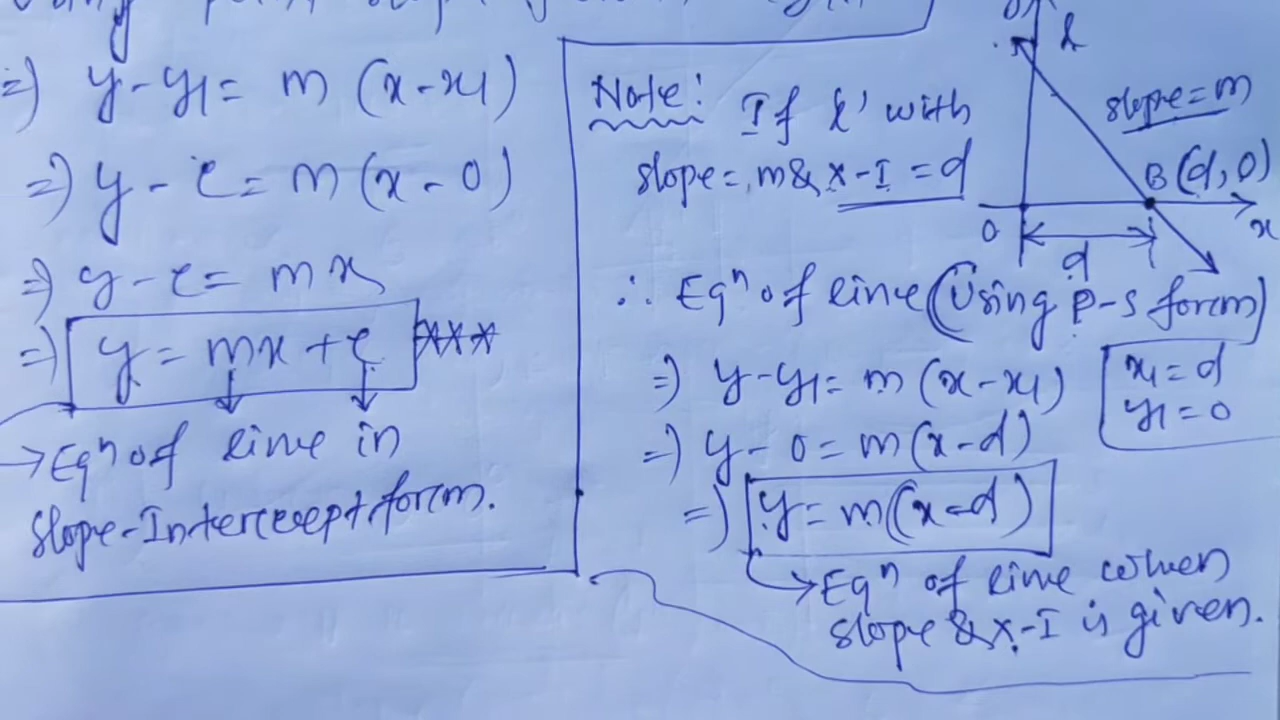 y - y1 = m (x - x1)
=) y - c = m (x - 0)
=) y - c = mx
=) y = mx + c ***
→ Eqn of line in
Slope-Intercept form.
Note: If l' with
slope = m & x-I = d
l
slope = m
B (d, 0)
0
x
d
∴ Eqn of line (Using P-S form)
=) y - y1 = m (x - x1)
x1 = d
y1 = 0
=) y - 0 = m (x - d)
=) y = m (x - d)
→ Eqn of line when
slope & x-I is given.